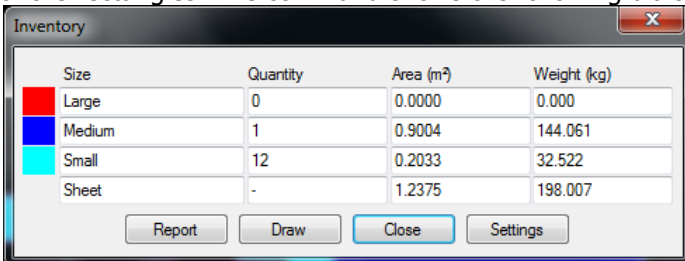 Inventory
Size Quantity Area (m²) Weight (kg)
Large 0 0.0000 0.000
Medium 1 0.9004 144.061
Small 12 0.2033 32.522
Sheet - 1.2375 198.007
Report Draw Close Settings